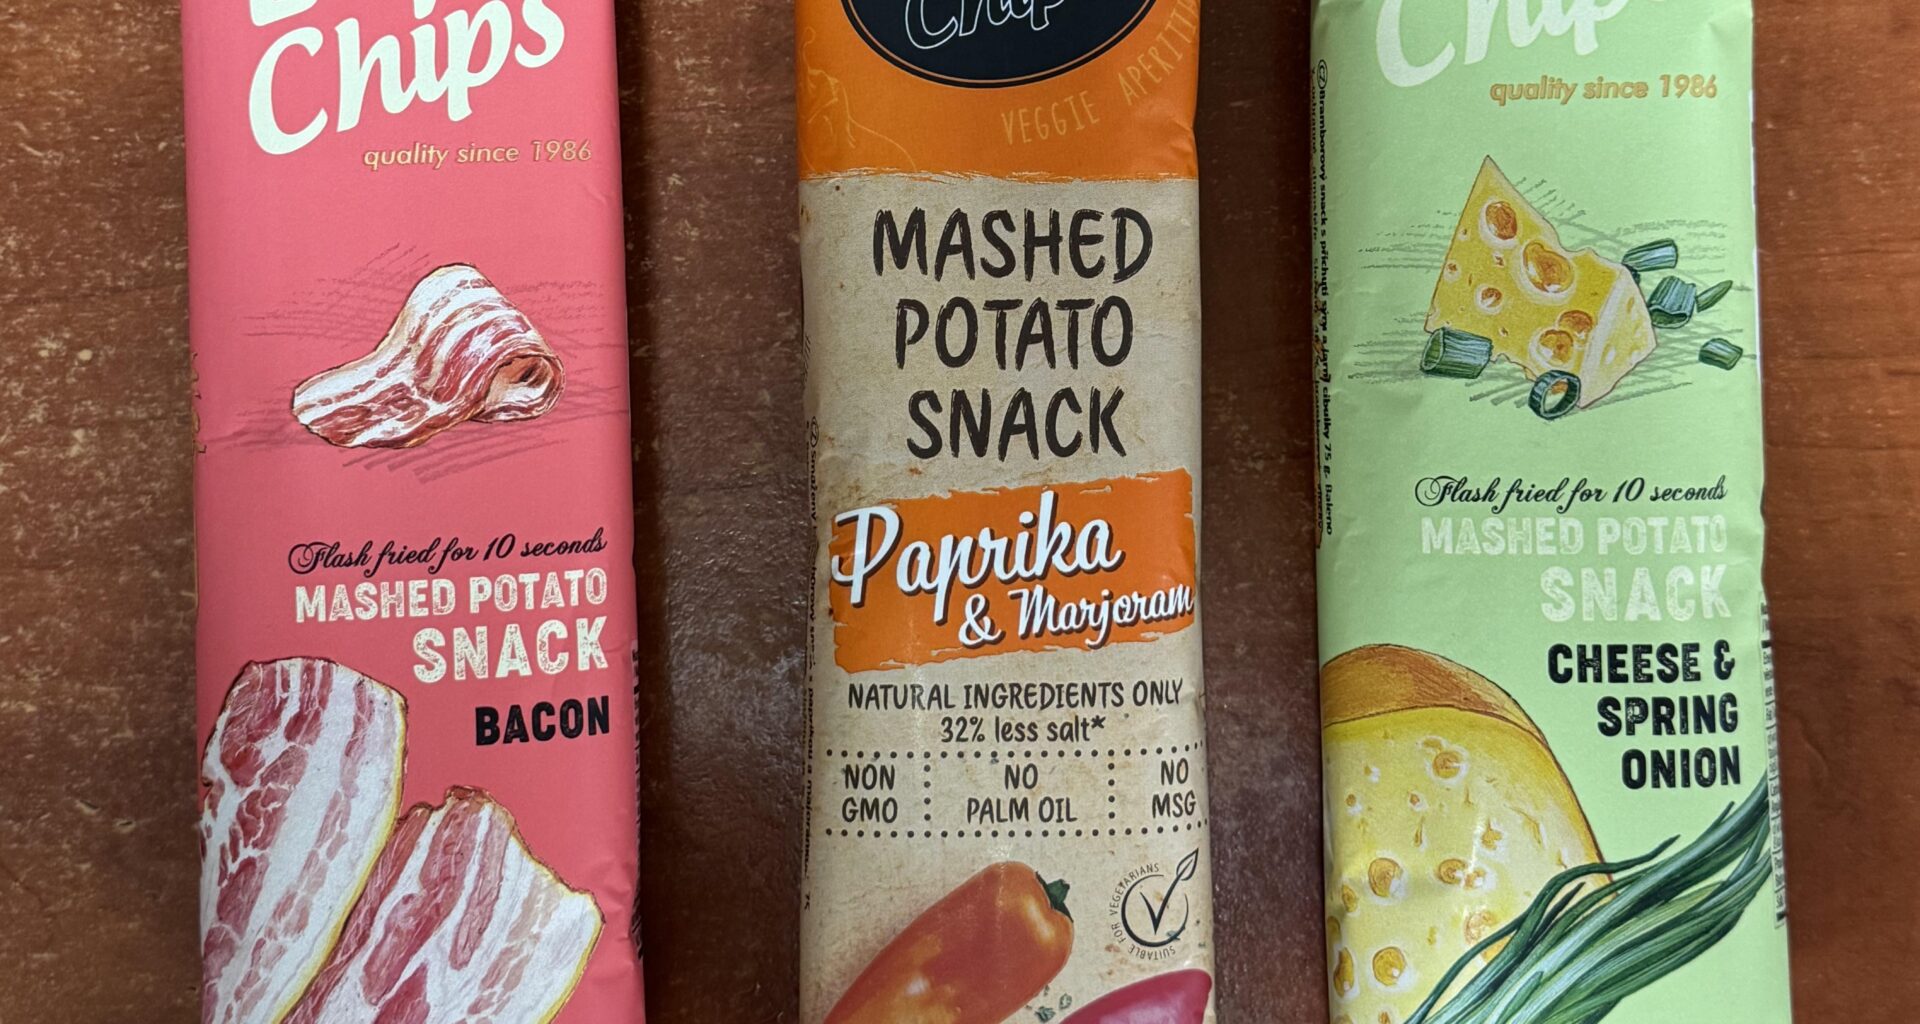 Chips
quality since 1986
Flash fried for 10 seconds
MASHED POTATO
SNACK
BACON
Chips
VEGGIE APERITI
MASHED
POTATO
SNACK
Paprika
& Marjoram
NATURAL INGREDIENTS ONLY
32% less salt*
NON
GMO
NO
PALM OIL
NO
MSG
SUITABLE FOR VEGETARIANS
Chips
quality since 1986
Flash fried for 10 seconds
MASHED POTATO
SNACK
CHEESE &
SPRING
ONION